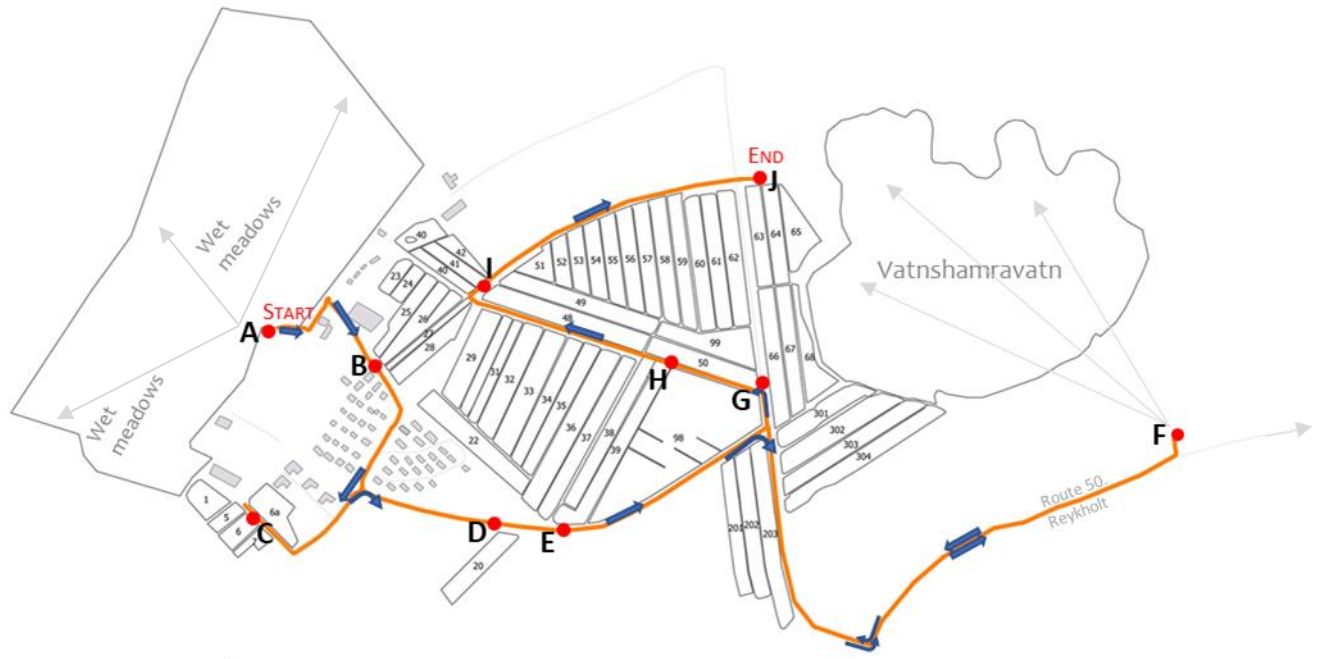 Wet
meadows
Wet
meadows
START
A
B
C
D
E
F
G
H
I
END
J
Vatnshamravatn
Route 50
Reykholt
1
5
6
6a
7
20
22
23
24
25
26
27
28
29
31
32
33
34
35
36
37
38
39
40
40
41
42
48
49
50
51
52
53
54
55
56
57
58
59
60
61
62
63
64
65
66
67
68
98
99
201
202
203
301
302
303
304